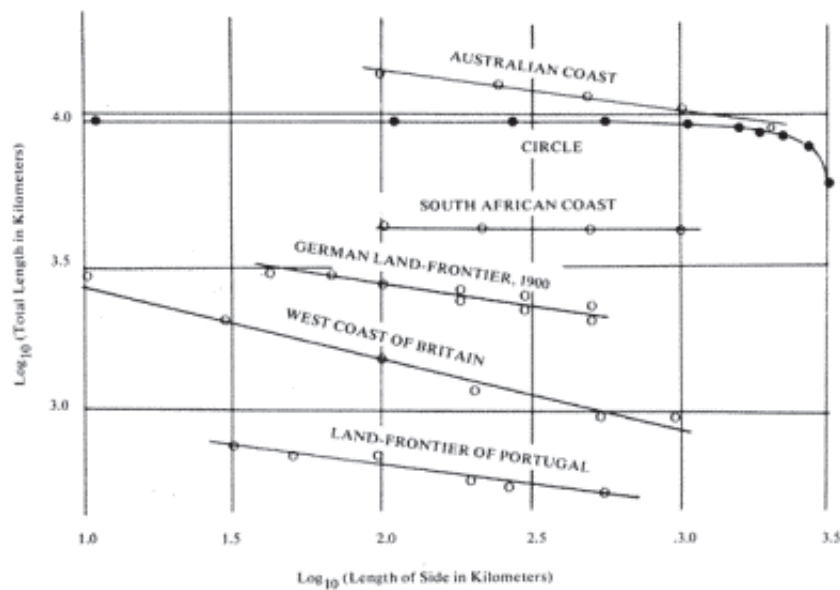 AUSTRALIAN COAST
4.0
CIRCLE
SOUTH AFRICAN COAST
3.5
GERMAN LAND-FRONTIER, 1900
WEST COAST OF BRITAIN
3.0
LAND-FRONTIER OF PORTUGAL
Log10 (Total Length in Kilometers)
1.0 1.5 2.0 2.5 .3.0 3.5
Log10 (Length of Side in Kilometers)